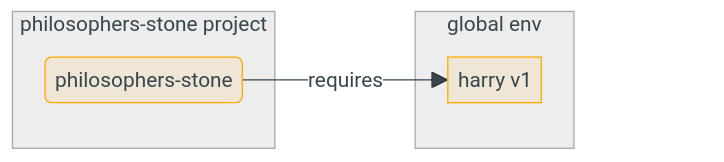 philosophers-stone project
global env
philosophers-stone
requires
harry v1